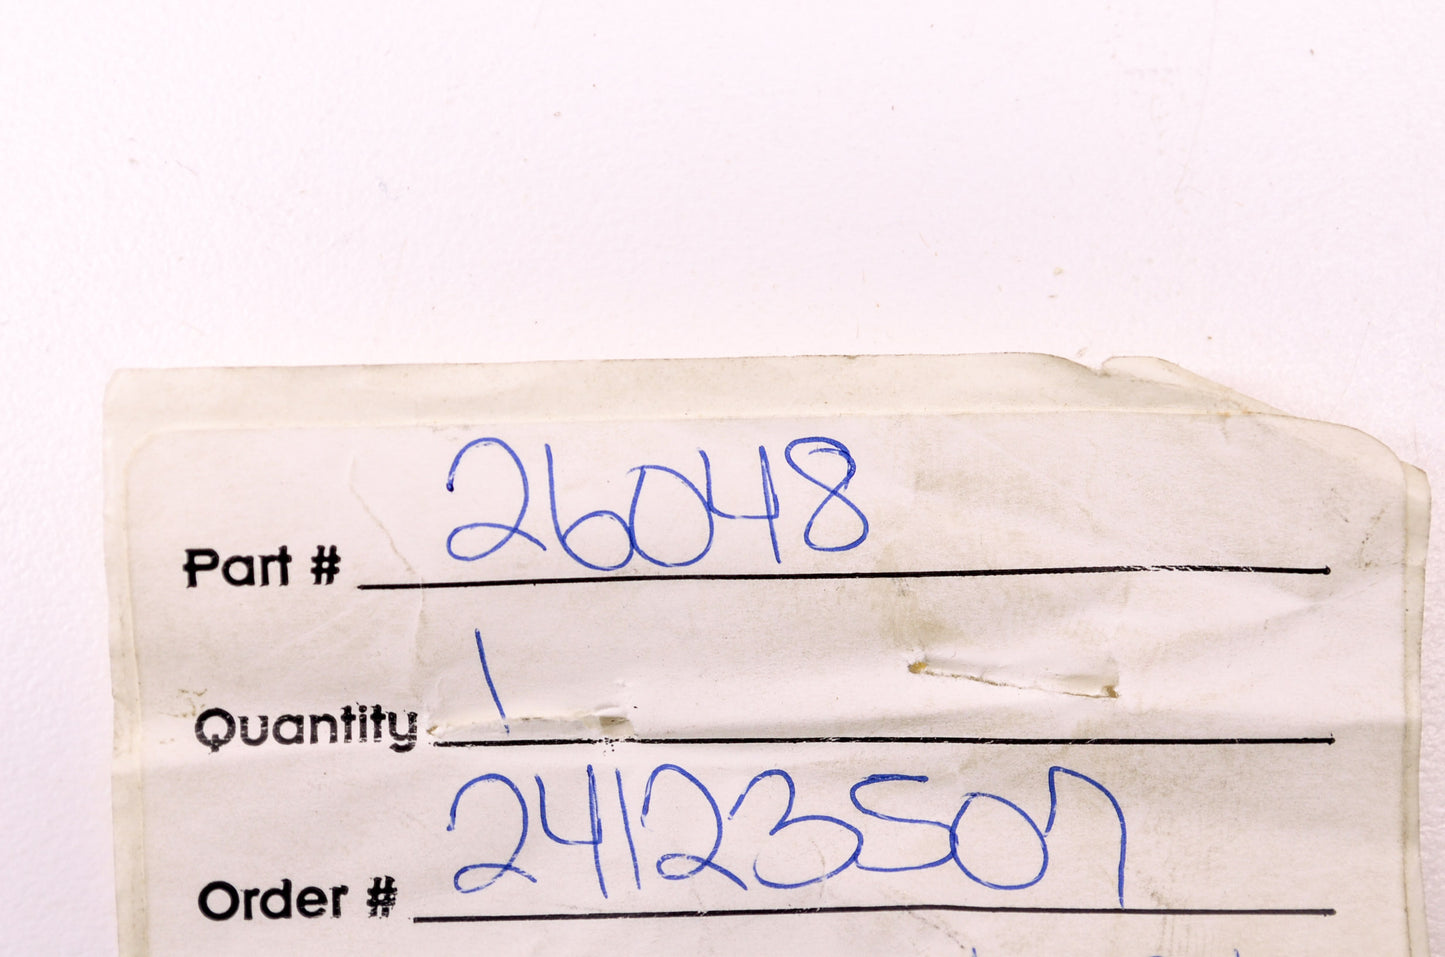 Part # 26048
Quantity 1
Order # 24123507